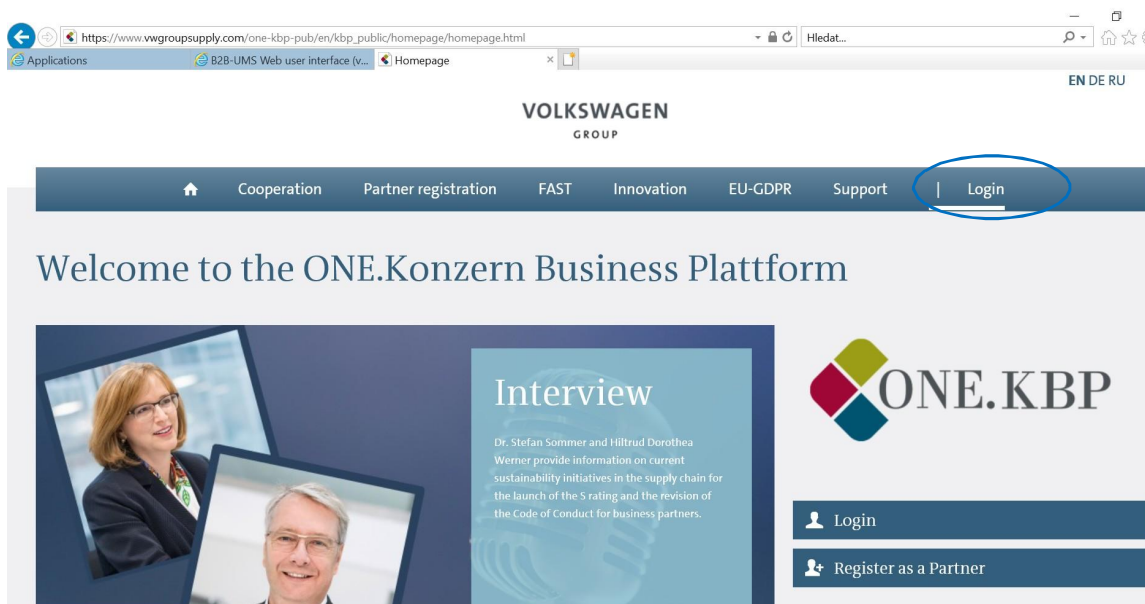 https://www.vwgroupsupply.com/one-kbp-pub/en/kbp_public/homepage/homepage.html
Hledat...
Applications
B2B-UMS Web user interface (v...
Homepage
EN DE RU
VOLKSWAGEN
GROUP
Cooperation Partner registration FAST Innovation EU-GDPR Support | Login
Welcome to the ONE.Konzern Business Plattform
Interview
Dr. Stefan Sommer and Hiltrud Dorothea
Werner provide information on current
sustainability initiatives in the supply chain for
the launch of the S rating and the revision of
the Code of Conduct for business partners.
ONE.KBP
Login
Register as a Partner